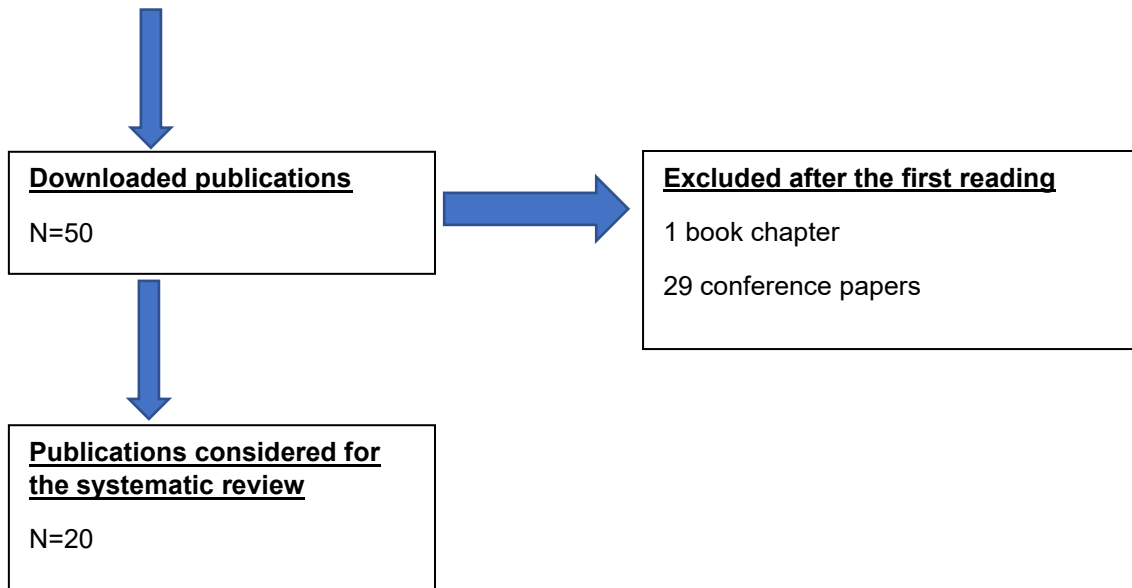 Downloaded publications
N=50
Excluded after the first reading
1 book chapter
29 conference papers
Publications considered for
the systematic review
N=20